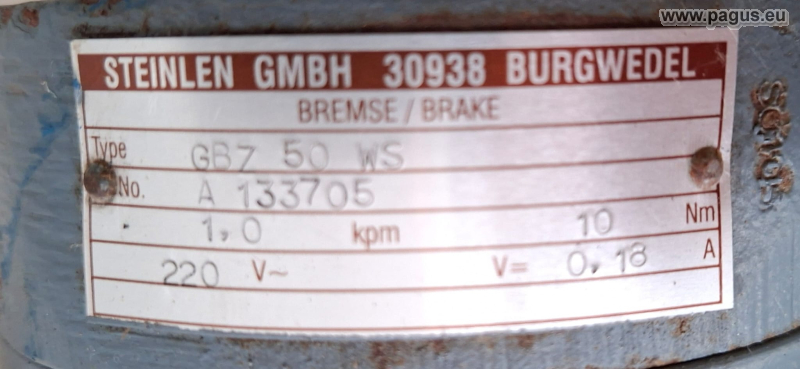 www.pagus.eu
STEINLEN GMBH 30938 BURGWEDEL
BREMSE / BRAKE
Type GBZ 50 WS
No. A 133705
1,0 kpm 10 Nm
220 V~ V= 0,18 A